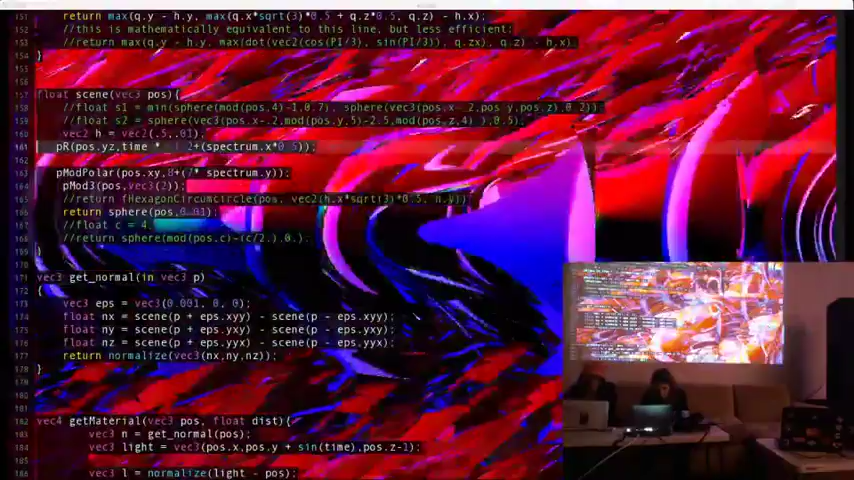 151 return max(q.y - h.y, max(q.x*sqrt(3)*0.5 + q.z*0.5, q.z) - h.x);
152 //this is mathematically equivalent to this line, but less efficient:
153 //return max(q.y - h.y, max(dot(vec2(cos(PI/3), sin(PI/3)), q.zx), q.z) - h.x);
154 }
155
156
157 float scene(vec3 pos){
158 //float s1 = min(sphere(mod(pos,4)-1,0.7), sphere(vec3(pos.x-.2,pos.y,pos.z),0.2));
159 //float s2 = sphere(vec3(pos.x-.2,mod(pos.y,5)-2.5,mod(pos.z,4) ),0.5);
160 vec2 h = vec2(.5,.01);
161 pR(pos.yz,time * 2+(spectrum.x*0.5));
162
163 pModPolar(pos.xy,8+(7* spectrum.y));
164 pMod3(pos,vec3(2));
165 //return fHexagonCircumcircle(pos, vec2(h.x*sqrt(3)*0.5, h.y))
166 return sphere(pos,0.01);
167 //float c = 4.
168 //return sphere(mod(pos.c)-(c/2.),0.);
169 }
170
171 vec3 get_normal(in vec3 p)
172 {
173 vec3 eps = vec3(0.001, 0, 0);
174 float nx = scene(p + eps.xyy) - scene(p - eps.xyy);
175 float ny = scene(p + eps.yxy) - scene(p - eps.yxy);
176 float nz = scene(p + eps.yyx) - scene(p - eps.yyx);
177 return normalize(vec3(nx,ny,nz));
178 }
179
180
181
182 vec4 getMaterial(vec3 pos, float dist){
183 vec3 n = get_normal(pos);
184 vec3 light = vec3(pos.x,pos.y + sin(time),pos.z-1);
185
186 vec3 l = normalize(light - pos);